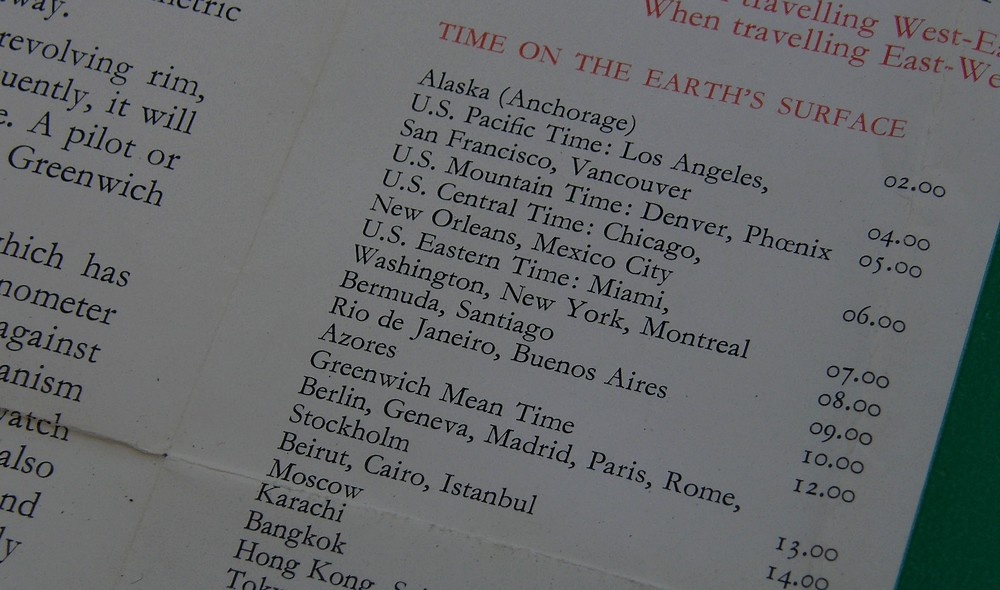 metric
way.
revolving rim,
uently, it will
e. A pilot or
Greenwich
hich has
nometer
against
anism
watch
also
nd
ly
travelling West-Ea
When travelling East-We
TIME ON THE EARTH'S SURFACE
Alaska (Anchorage) 02.00
U.S. Pacific Time: Los Angeles,
San Francisco, Vancouver 04.00
U.S. Mountain Time: Denver, Phœnix 05.00
U.S. Central Time: Chicago,
New Orleans, Mexico City 06.00
U.S. Eastern Time: Miami,
Washington, New York, Montreal 07.00
Bermuda, Santiago 08.00
Rio de Janeiro, Buenos Aires 09.00
Azores 10.00
Greenwich Mean Time 12.00
Berlin, Geneva, Madrid, Paris, Rome,
Stockholm 13.00
Beirut, Cairo, Istanbul 14.00
Moscow
Karachi
Bangkok
Hong Kong,